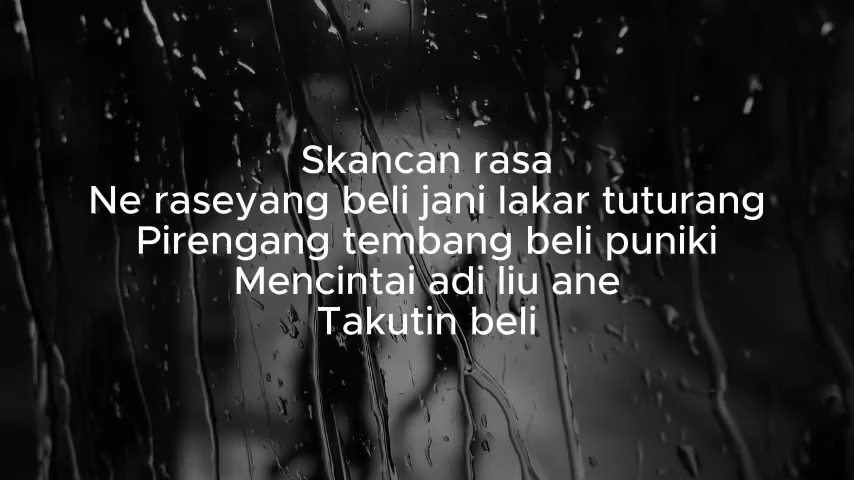 Skancan rasa
Ne raseyang beli jani lakar tuturang
Pirengang tembang beli puniki
Mencintai adi liu ane
Takutin beli